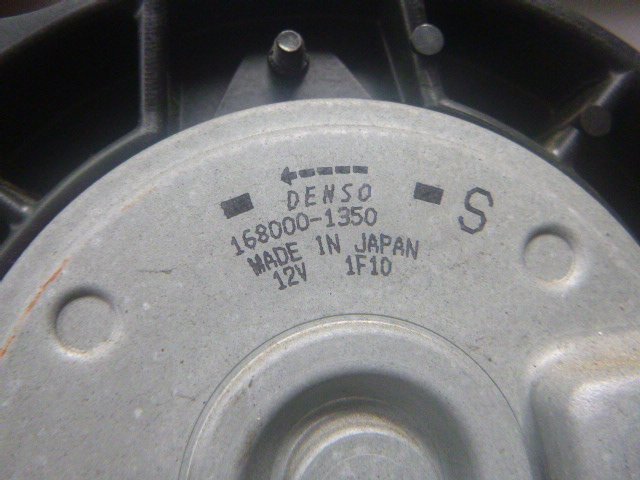 DENSO
S
168000-1350
MADE IN JAPAN
12V 1F10